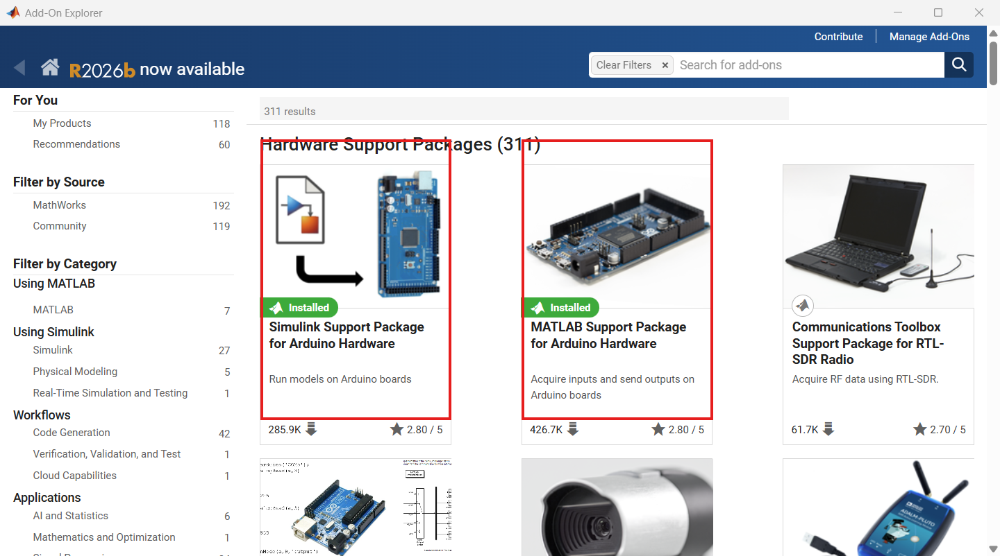 Add-On Explorer
Contribute
Manage Add-Ons
R2026b now available
Clear Filters ×
Search for add-ons
For You
My Products 118
Recommendations 60
Filter by Source
MathWorks 192
Community 119
Filter by Category
Using MATLAB
MATLAB 7
Using Simulink
Simulink 27
Physical Modeling 5
Real-Time Simulation and Testing 1
Workflows
Code Generation 42
Verification, Validation, and Test 1
Cloud Capabilities 1
Applications
AI and Statistics 6
Mathematics and Optimization 1
311 results
Hardware Support Packages (311)
Installed
Simulink Support Package
for Arduino Hardware
Run models on Arduino boards
285.9K
2.80 / 5
Installed
MATLAB Support Package
for Arduino Hardware
Acquire inputs and send outputs on
Arduino boards
426.7K
2.80 / 5
Communications Toolbox
Support Package for RTL-
SDR Radio
Acquire RF data using RTL-SDR.
61.7K
2.70 / 5
ADALM-PLUTO